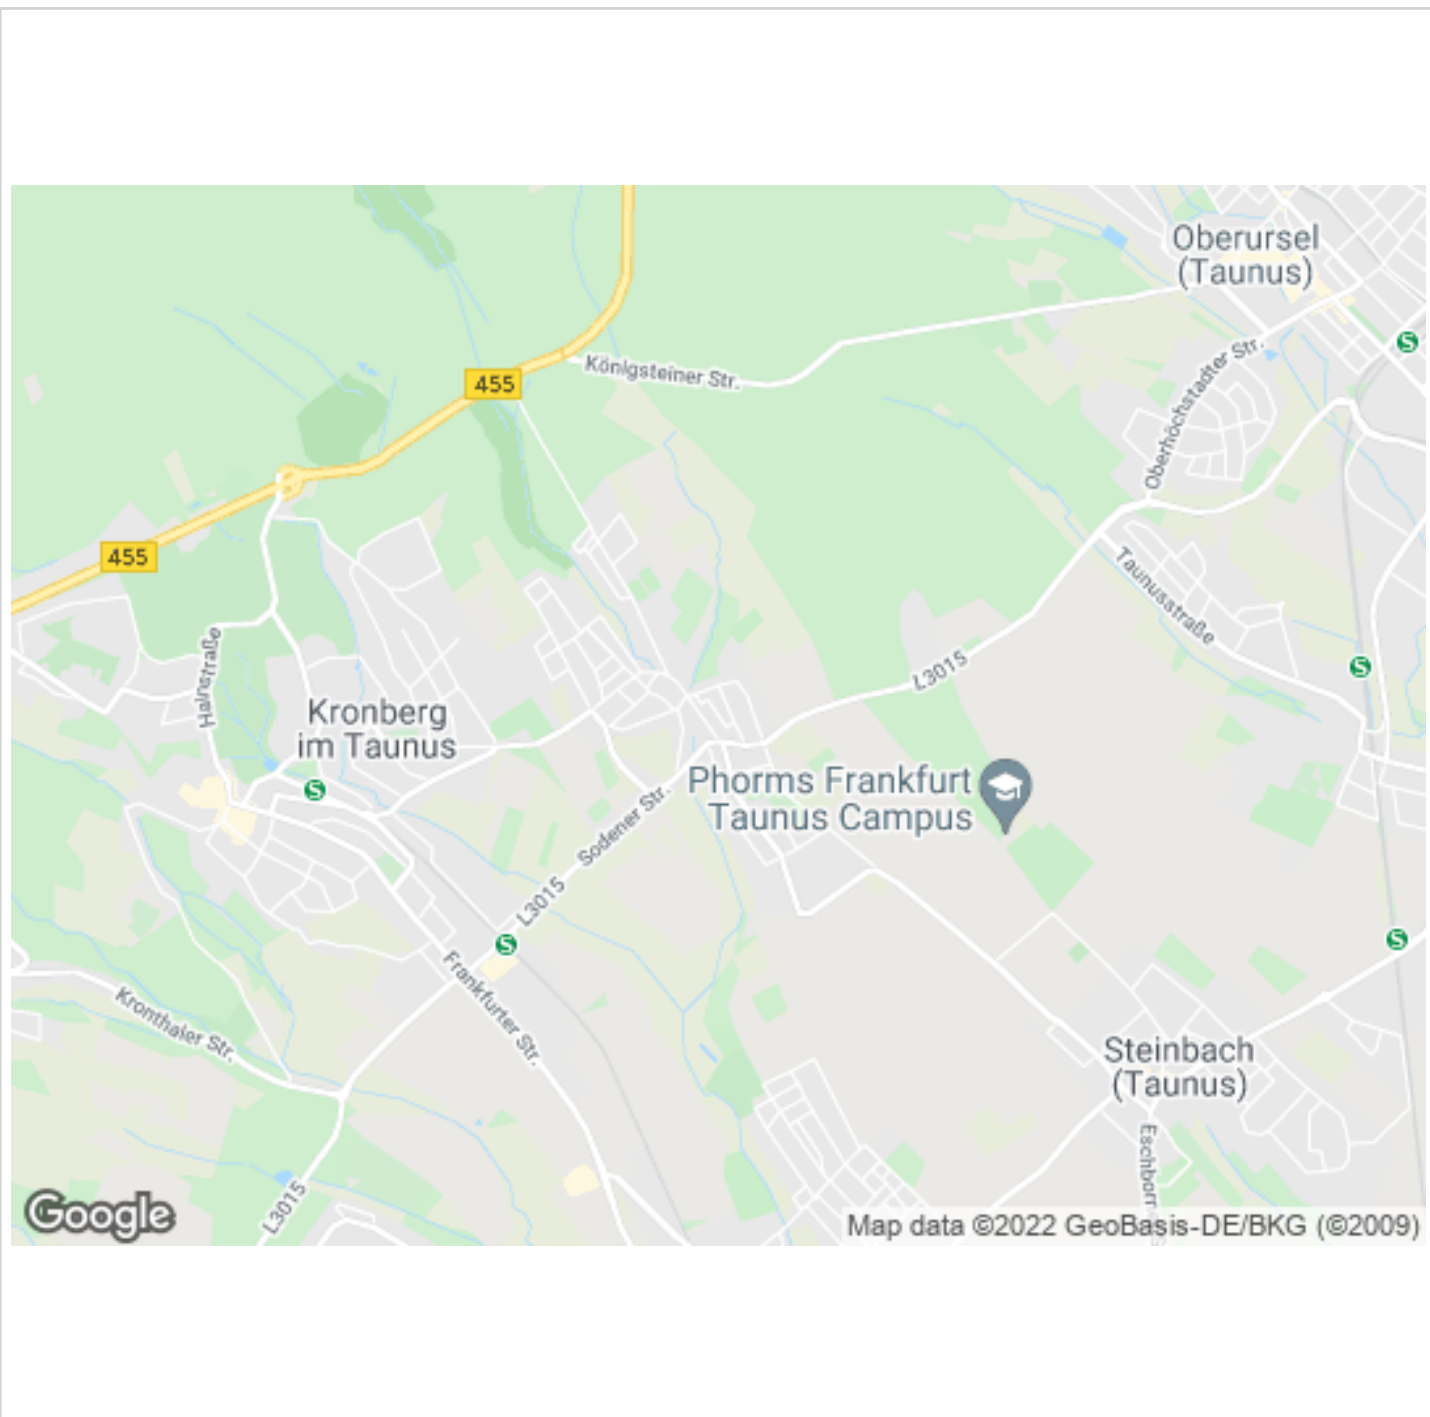 Oberursel
(Taunus)
S
Königsteiner Str.
455
Oberhöchstadter Str.
455
Taunusstraße
Hainstraße
L3015
S
Kronberg
im Taunus
S
Phorms Frankfurt
Taunus Campus
Sodener Str.
L3015
S
S
Frankfurter Str.
Kronthaler Str.
Steinbach
(Taunus)
L3015
Google
Map data ©2022 GeoBasis-DE/BKG (©2009)